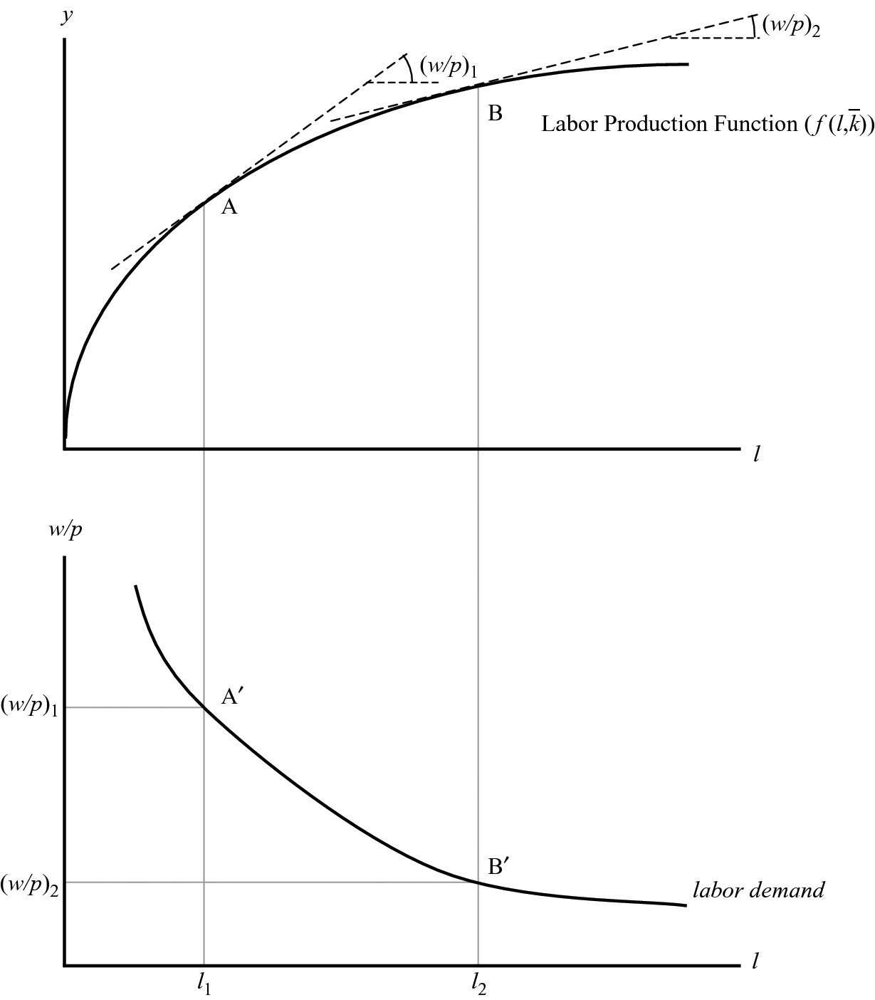 y
(w/p)2
(w/p)1
B
Labor Production Function (f(l,k̅))
A
l
w/p
(w/p)1
A′
B′
(w/p)2
labor demand
l
l1
l2